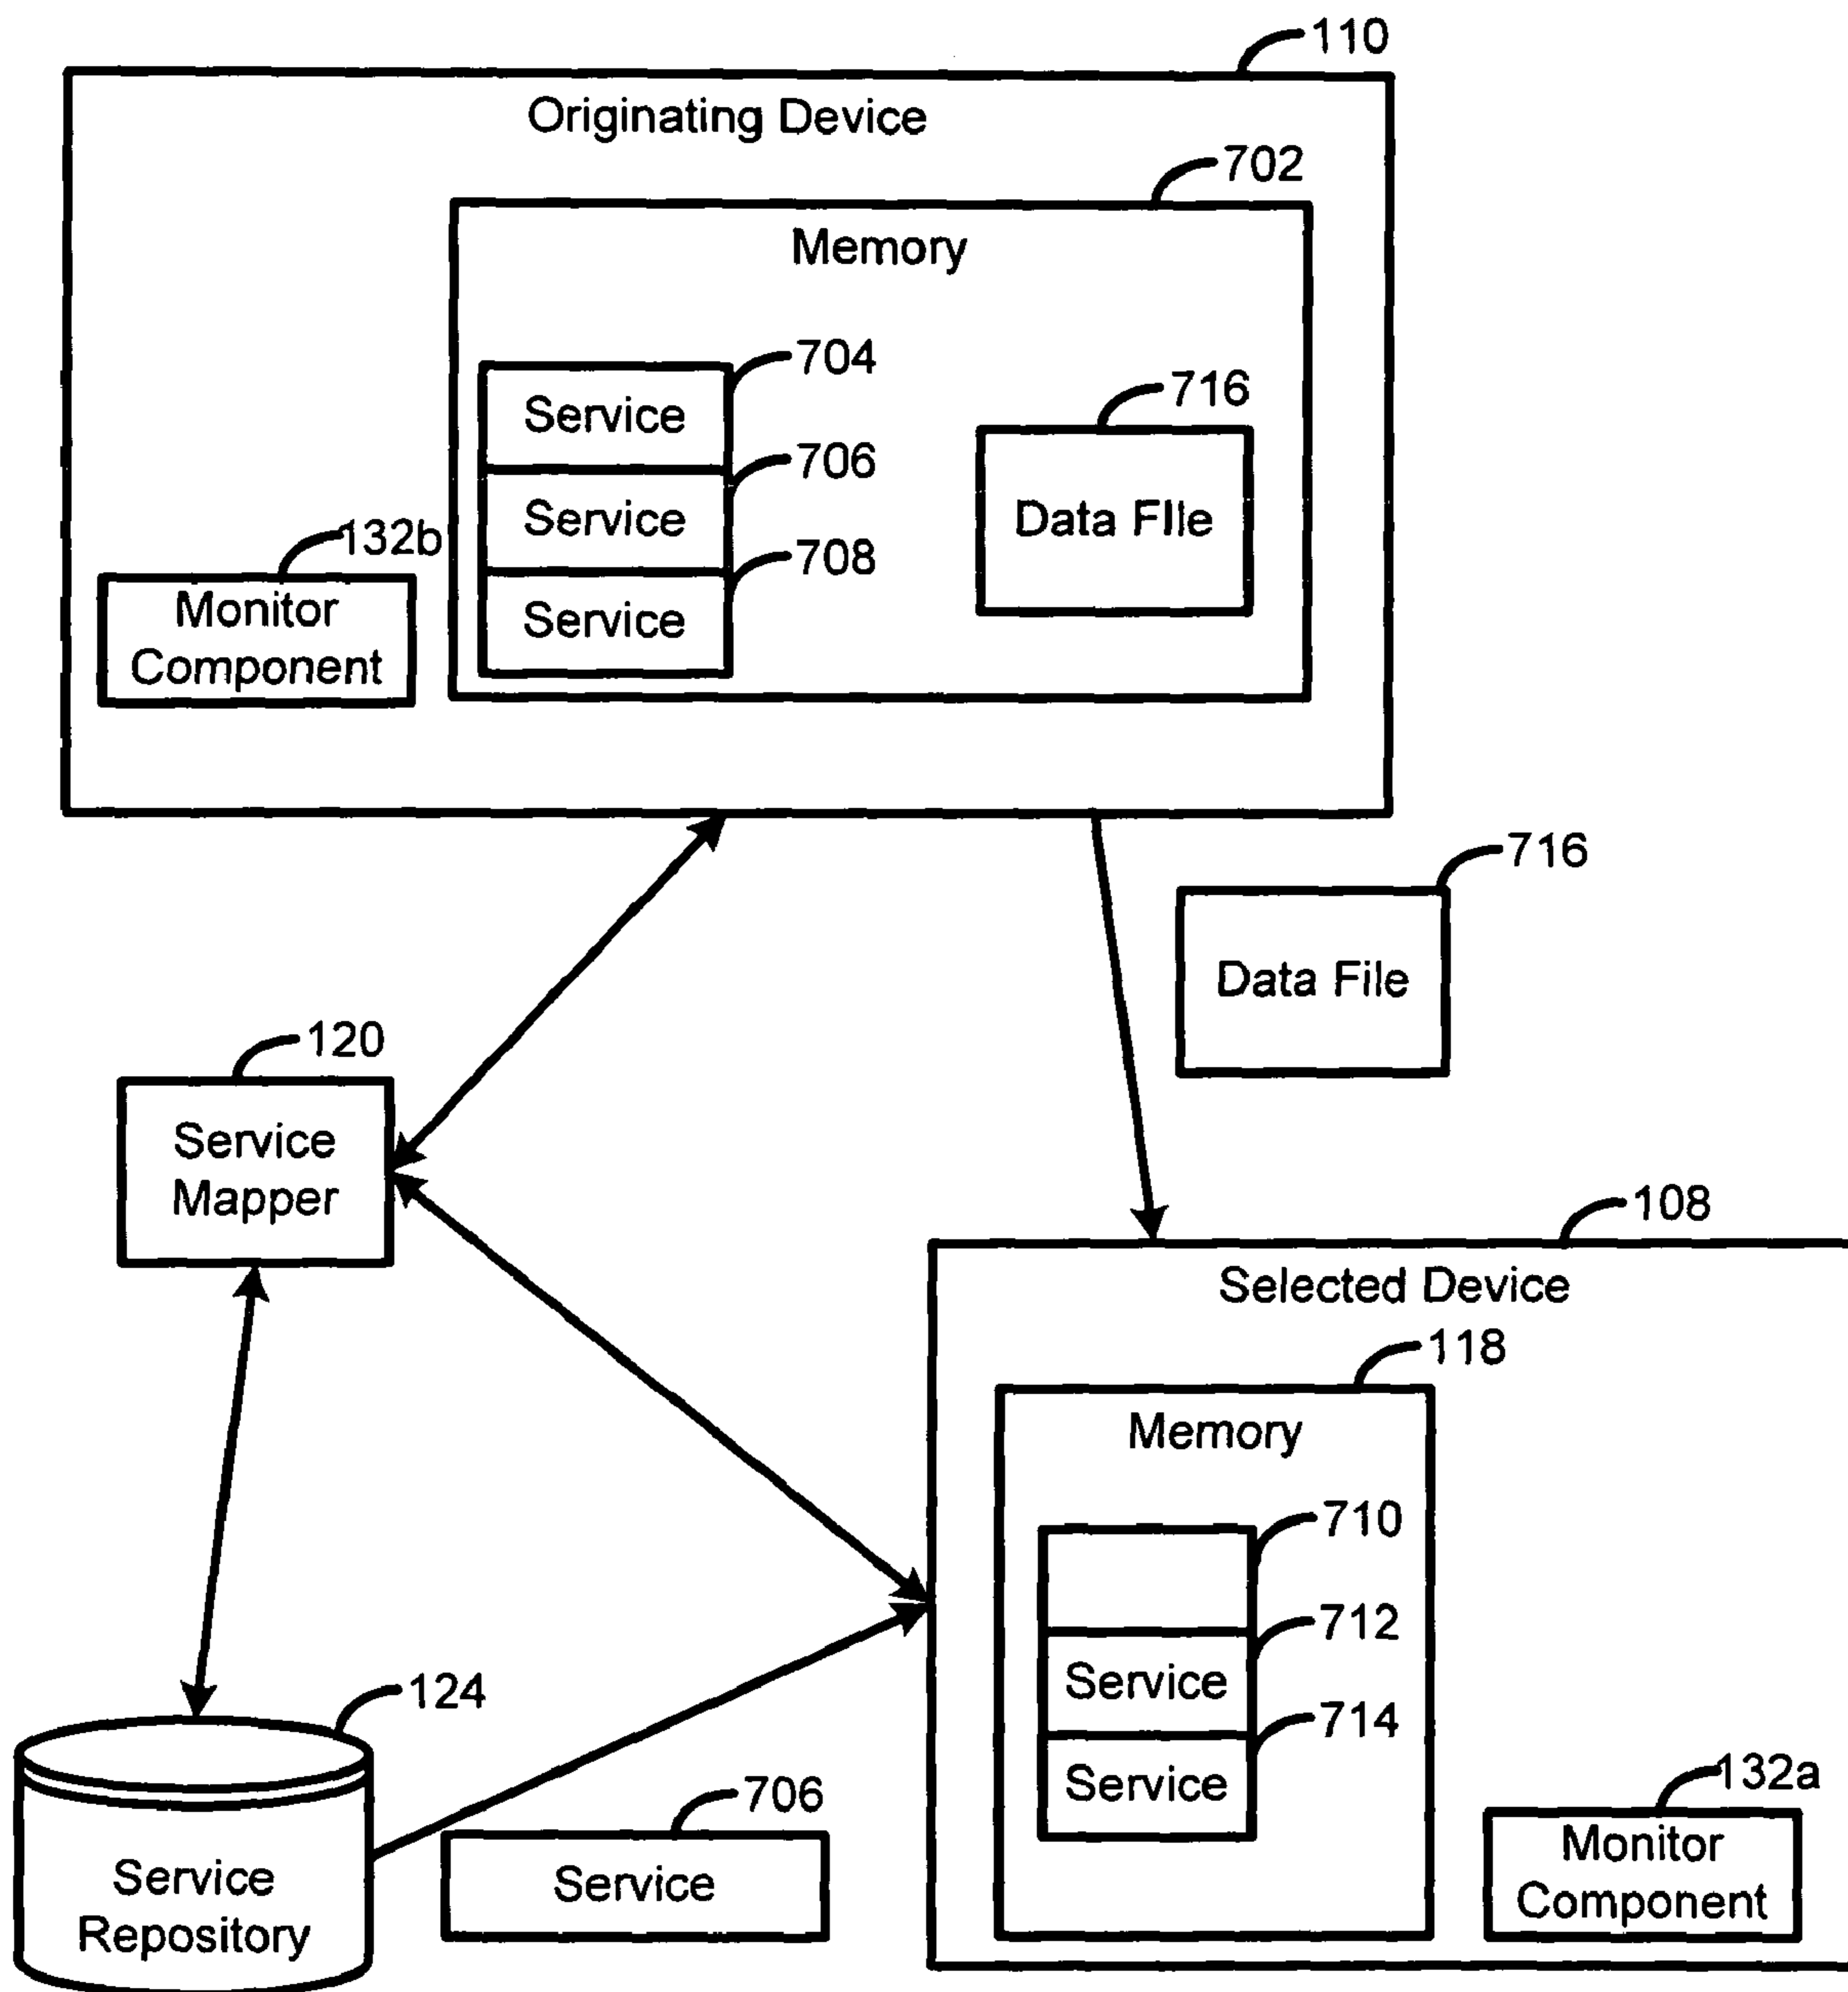 110
Originating Device
702
Memory
704
Service
716
706
Data FIle
Service
132b
708
Monitor
Component
Service
716
Data File
120
Service
Mapper
108
Selected Device
118
Memory
710
712
Service
714
Service
124
132a
706
Monitor
Component
Service
Service
Repository